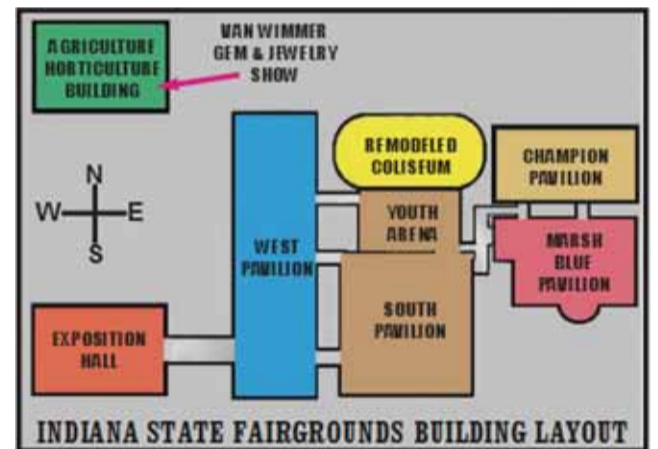 AGRICULTURE
HORTICULTURE
BUILDING
VAN WIMMER
GEM & JEWELRY
SHOW
REMODELED
COLISEUM
CHAMPION
PAVILION
N
W
E
S
WEST
PAVILION
YOUTH
ARENA
MARSH
BLUE
PAVILION
SOUTH
PAVILION
EXPOSITION
HALL
INDIANA STATE FAIRGROUNDS BUILDING LAYOUT